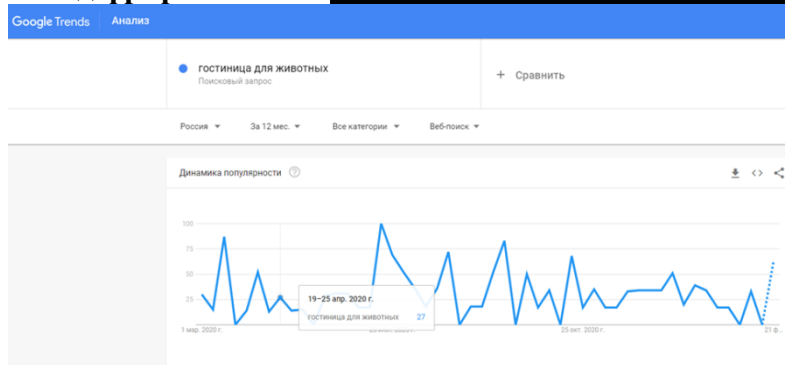 Google Trends Анализ
гостиница для животных
Поисковый запрос
+ Сравнить
Россия За 12 мес. Все категории Веб-поиск
Динамика популярности
100
75
50
25
19–25 апр. 2020 г.
гостиница для животных 27
1 мар. 2020 г.
25 окт. 2020 г.
21 ф...